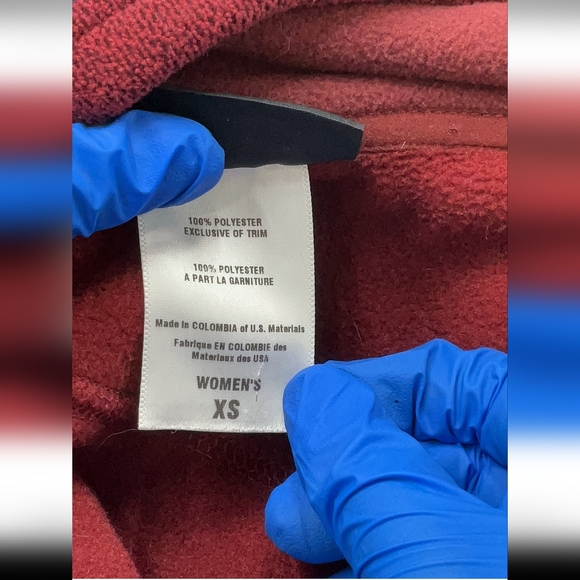 100% POLYESTER
EXCLUSIVE OF TRIM
100% POLYESTER
A PART LA GARNITURE
Made in COLOMBIA of U.S. Materials
Fabrique EN COLOMBIE des
Materiaux des USA
WOMEN'S
XS